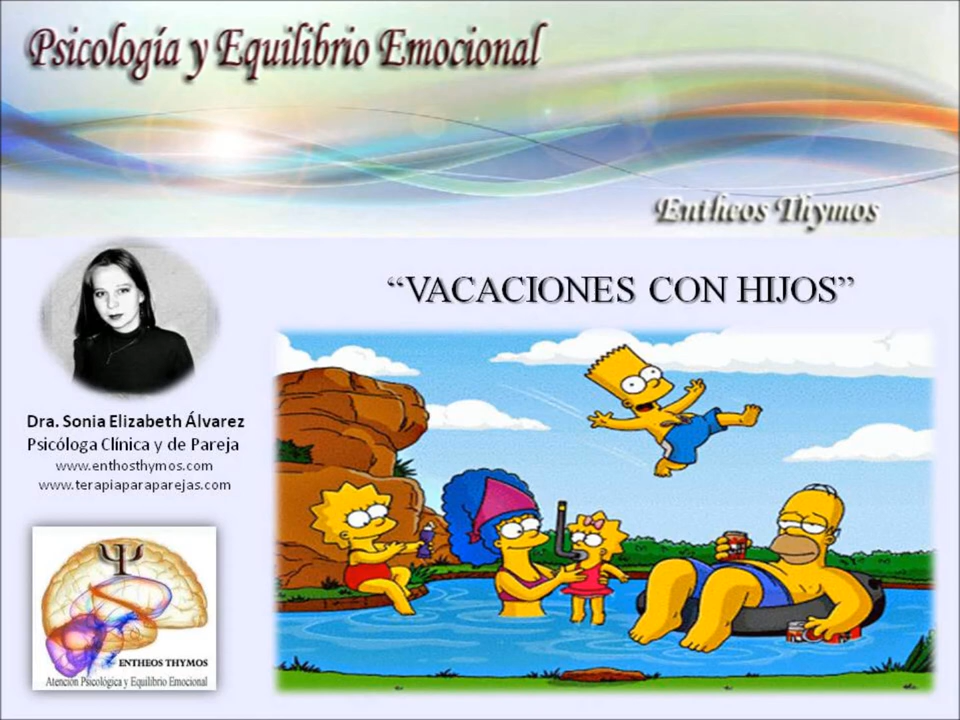 Psicología y Equilibrio Emocional
Entheos Thymos
“VACACIONES CON HIJOS”
Dra. Sonia Elizabeth Álvarez
Psicóloga Clínica y de Pareja
www.enthosthymos.com
www.terapiaparaparejas.com
Ψ
ENTHEOS THYMOS
Atención Psicológica y Equilibrio Emocional